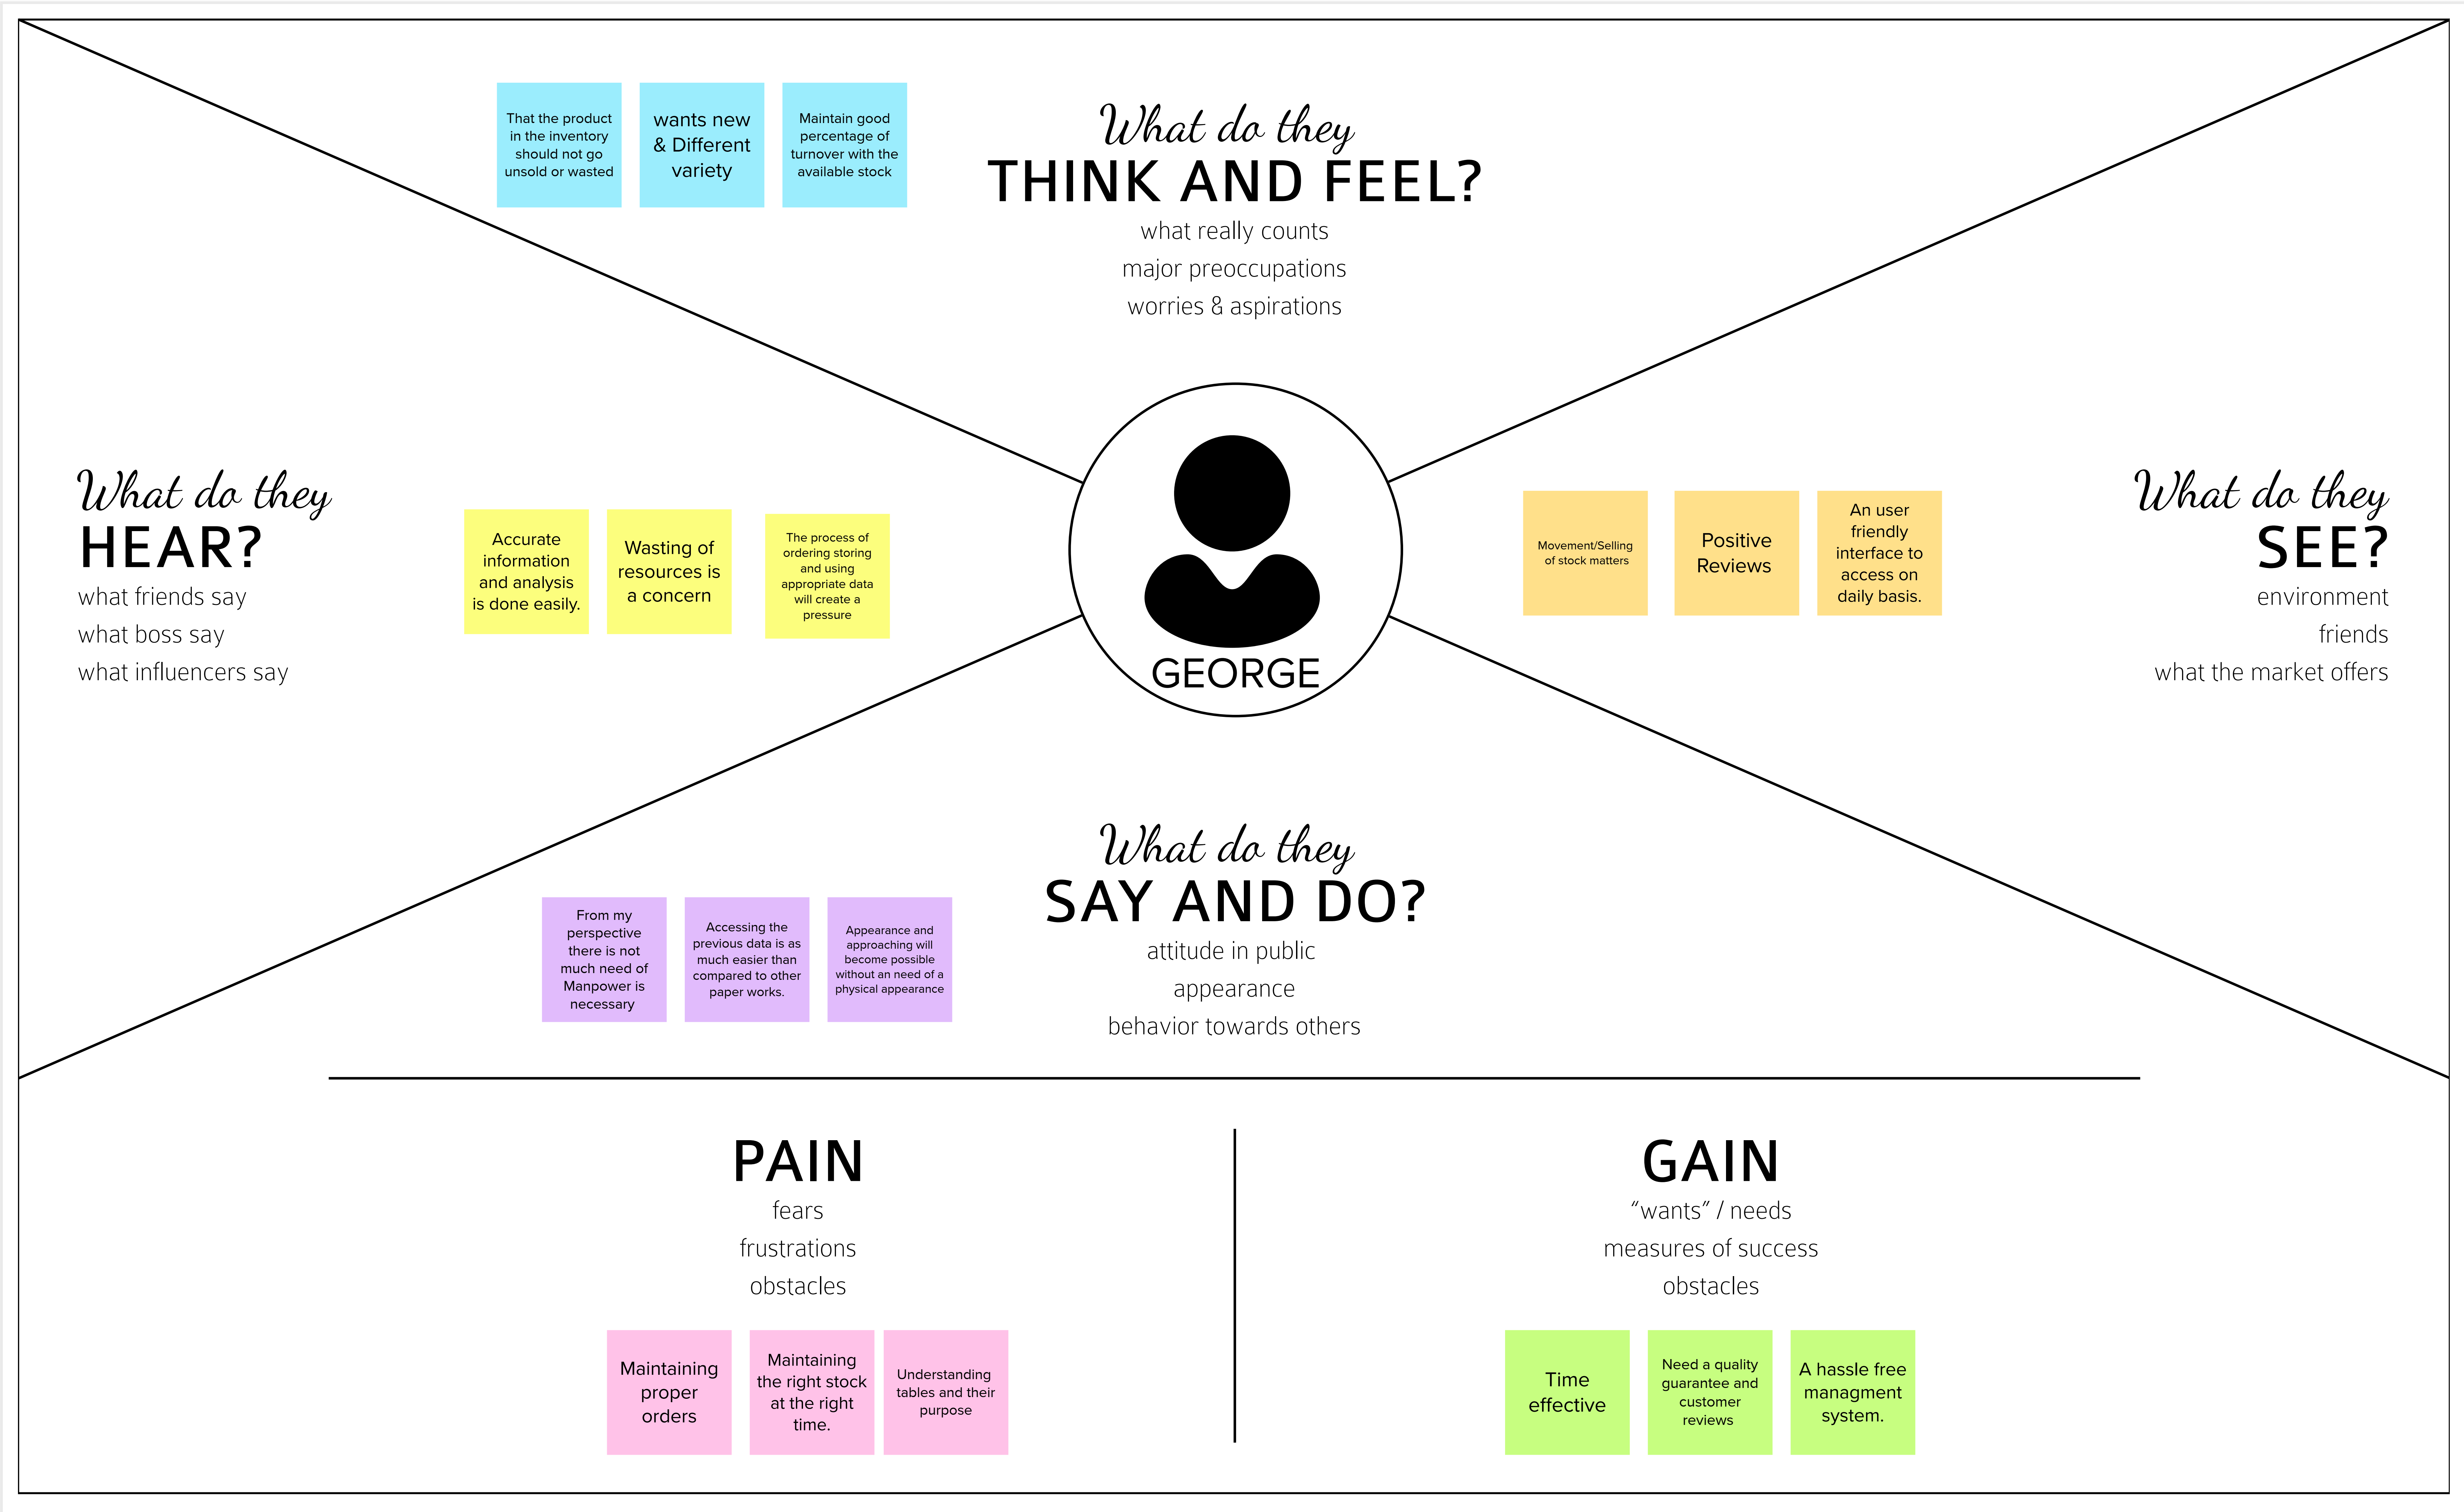 What do they
THINK AND FEEL?
what really counts
major preoccupations
worries & aspirations
That the product
in the inventory
should not go
unsold or wasted
wants new
& Different
variety
Maintain good
percentage of
turnover with the
available stock
What do they
HEAR?
what friends say
what boss say
what influencers say
Accurate
information
and analysis
is done easily.
Wasting of
resources is
a concern
The process of
ordering storing
and using
appropriate data
will create a
pressure
GEORGE
Movement/Selling
of stock matters
Positive
Reviews
An user
friendly
interface to
access on
daily basis.
What do they
SEE?
environment
friends
what the market offers
What do they
SAY AND DO?
attitude in public
appearance
behavior towards others
From my
perspective
there is not
much need of
Manpower is
necessary
Accessing the
previous data is as
much easier than
compared to other
paper works.
Appearance and
approaching will
become possible
without an need of a
physical appearance
PAIN
fears
frustrations
obstacles
Maintaining
proper
orders
Maintaining
the right stock
at the right
time.
Understanding
tables and their
purpose
GAIN
“wants” / needs
measures of success
obstacles
Time
effective
Need a quality
guarantee and
customer
reviews
A hassle free
managment
system.